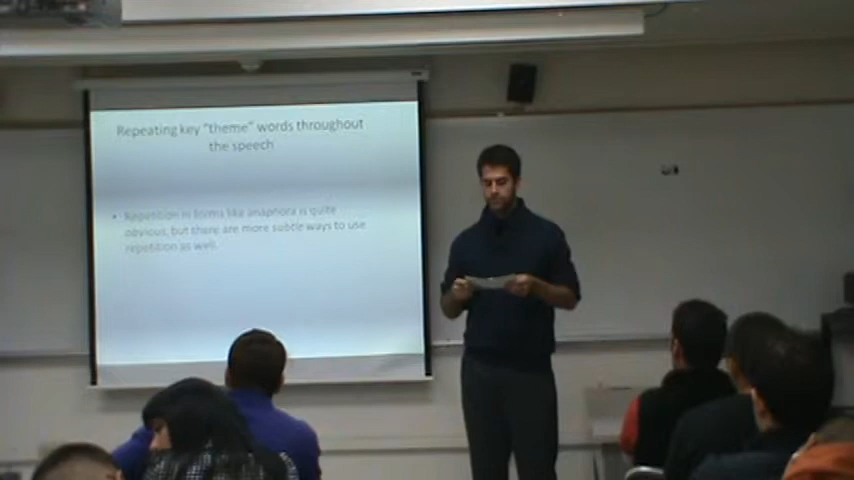 Repeating key "theme" words throughout
the speech
• Repetition in forms like anaphora is quite
obvious, but there are more subtle ways to use
repetition as well.